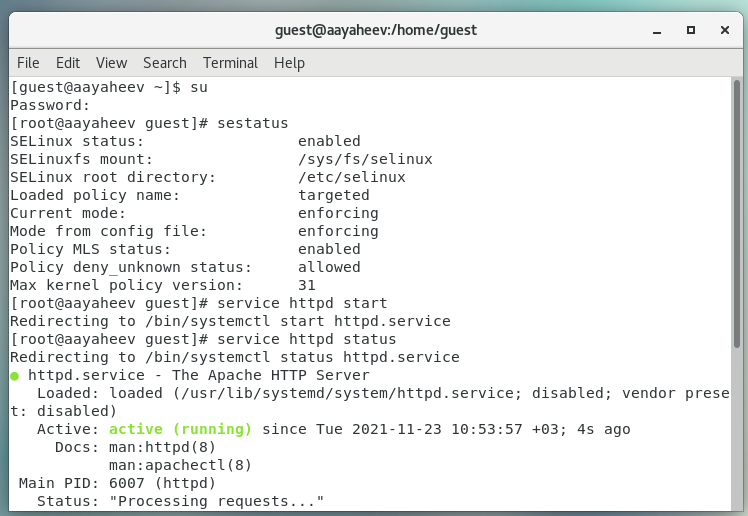 guest@aayaheev:/home/guest
File Edit View Search Terminal Help
[guest@aayaheev ~]$ su
Password:
[root@aayaheev guest]# sestatus
SELinux status:                 enabled
SELinuxfs mount:                /sys/fs/selinux
SELinux root directory:         /etc/selinux
Loaded policy name:             targeted
Current mode:                   enforcing
Mode from config file:          enforcing
Policy MLS status:              enabled
Policy deny_unknown status:     allowed
Max kernel policy version:      31
[root@aayaheev guest]# service httpd start
Redirecting to /bin/systemctl start httpd.service
[root@aayaheev guest]# service httpd status
Redirecting to /bin/systemctl status httpd.service
● httpd.service - The Apache HTTP Server
   Loaded: loaded (/usr/lib/systemd/system/httpd.service; disabled; vendor prese
t: disabled)
   Active: active (running) since Tue 2021-11-23 10:53:57 +03; 4s ago
     Docs: man:httpd(8)
           man:apachectl(8)
 Main PID: 6007 (httpd)
   Status: "Processing requests..."